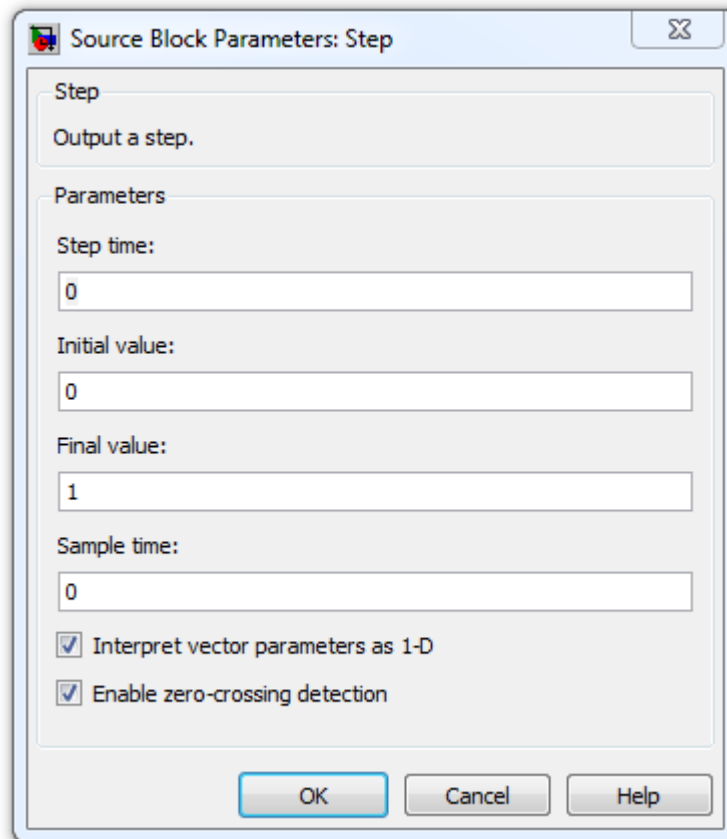 Source Block Parameters: Step
Step
Output a step.
Parameters
Step time:
0
Initial value:
0
Final value:
1
Sample time:
0
Interpret vector parameters as 1-D
Enable zero-crossing detection
OK Cancel Help